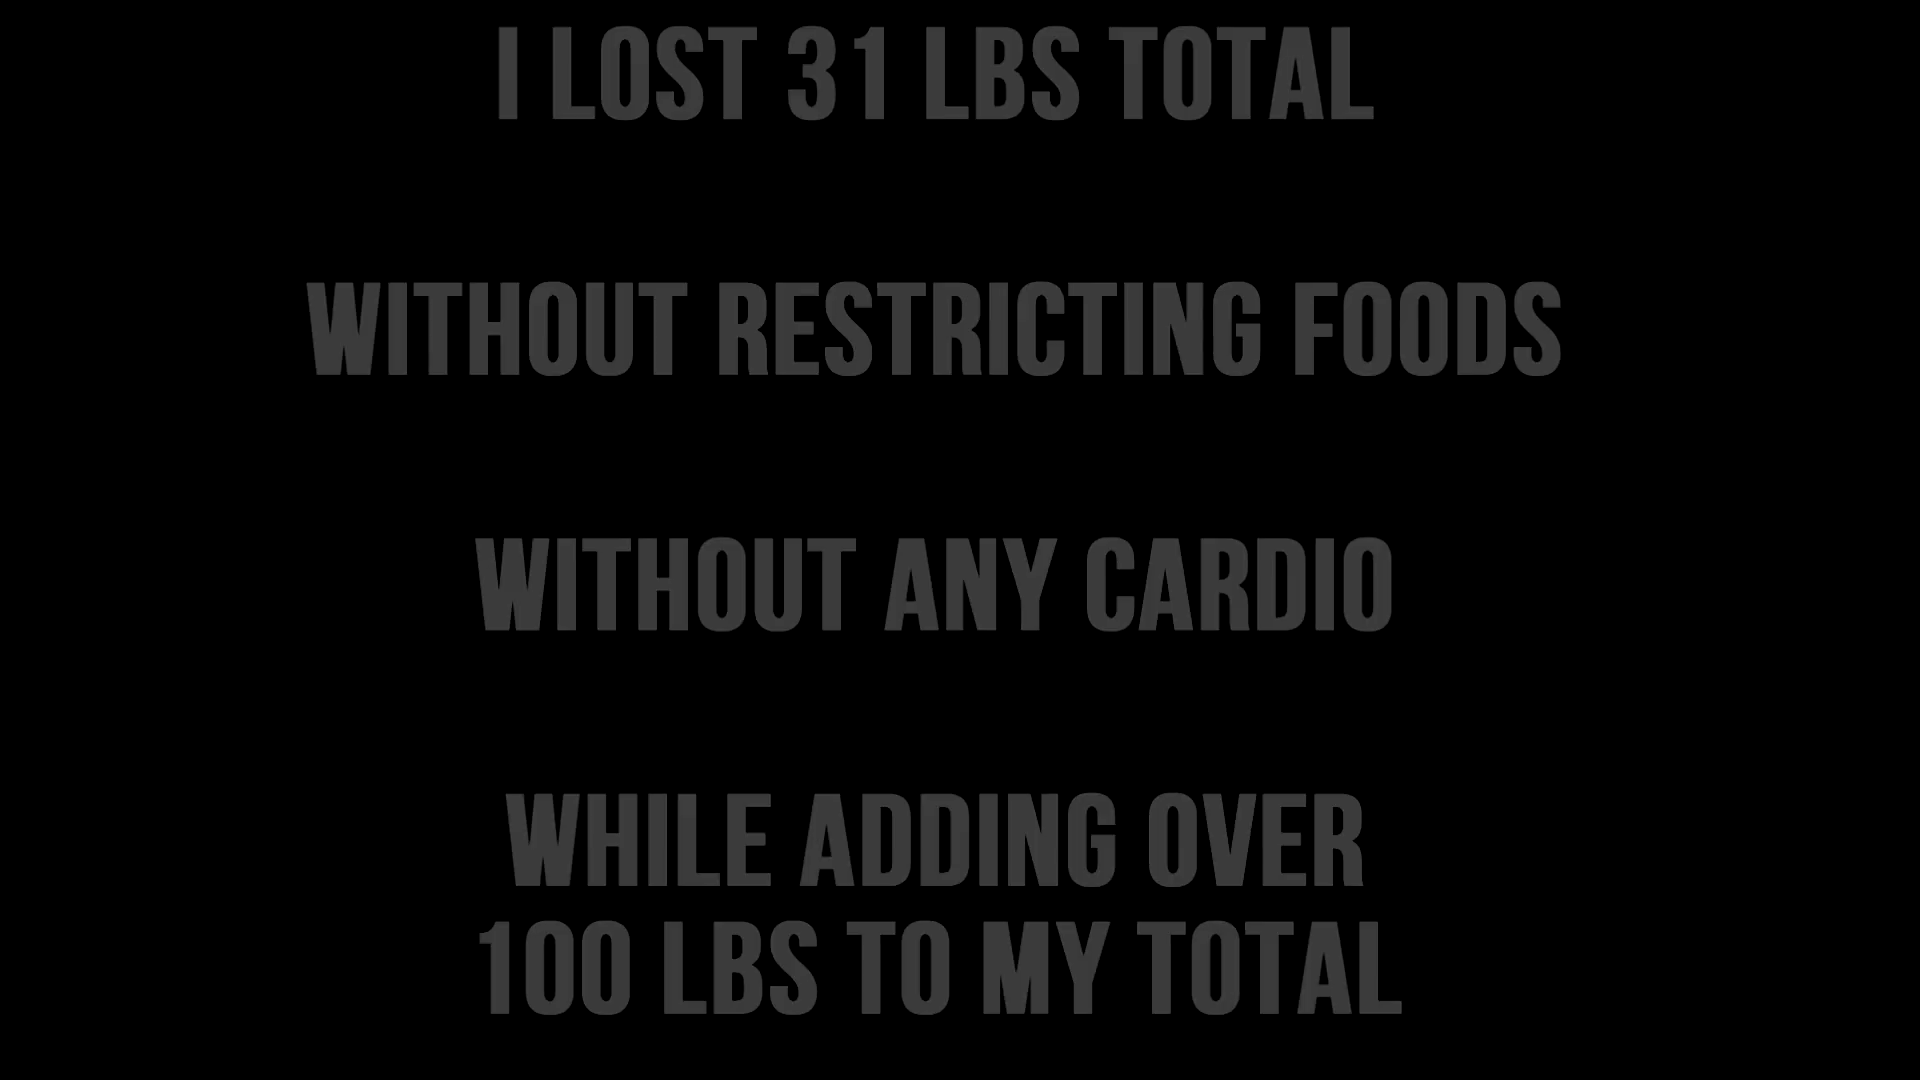 I LOST 31 LBS TOTAL
WITHOUT RESTRICTING FOODS
WITHOUT ANY CARDIO
WHILE ADDING OVER
100 LBS TO MY TOTAL